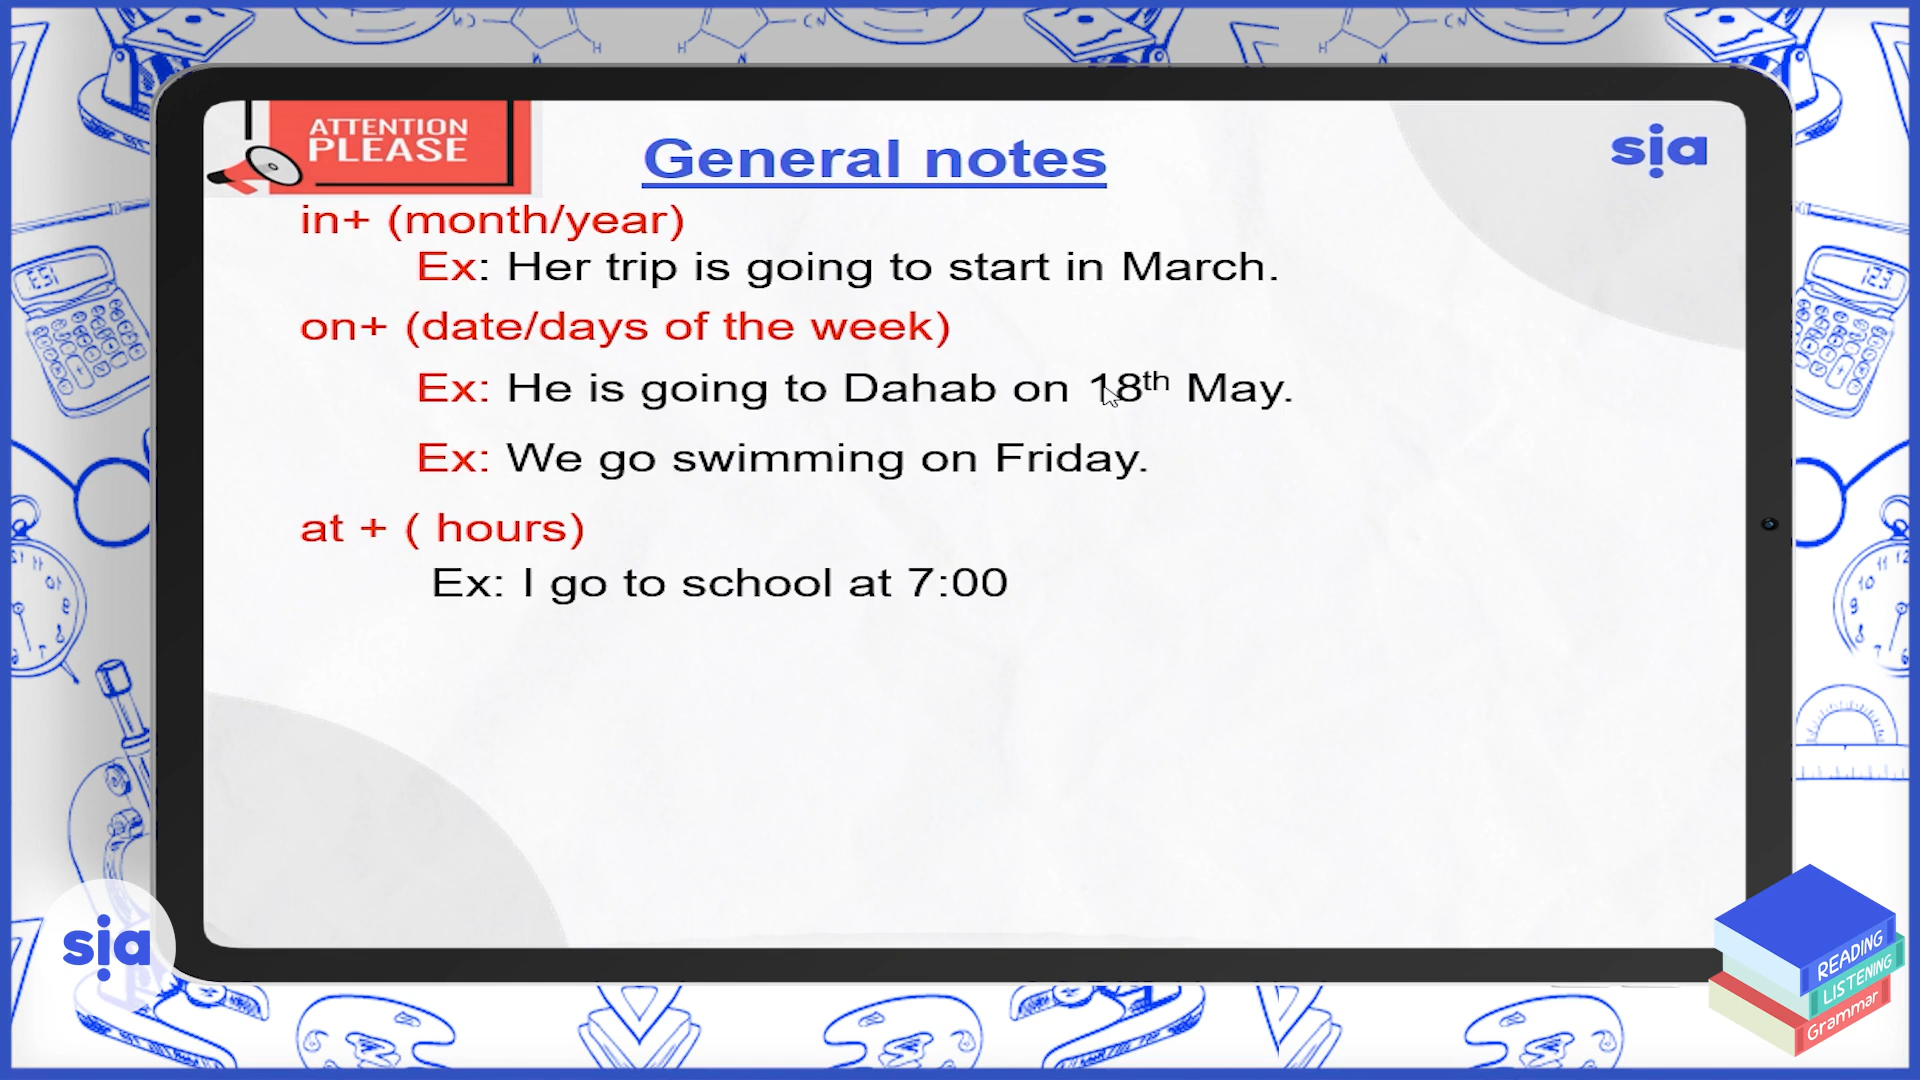 ATTENTION
PLEASE
General notes
sia
in+ (month/year)
Ex: Her trip is going to start in March.
on+ (date/days of the week)
Ex: He is going to Dahab on 18th May.
Ex: We go swimming on Friday.
at + ( hours)
Ex: I go to school at 7:00
sia
READING
LISTENING
Grammar